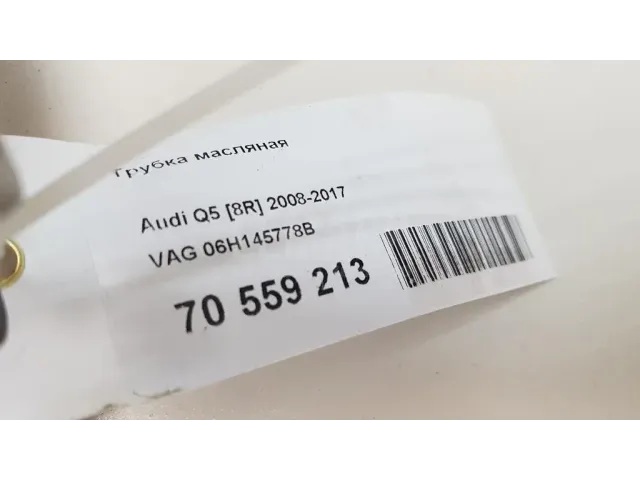 Трубка масляная
Audi Q5 [8R] 2008-2017
VAG 06H145778B
70 559 213